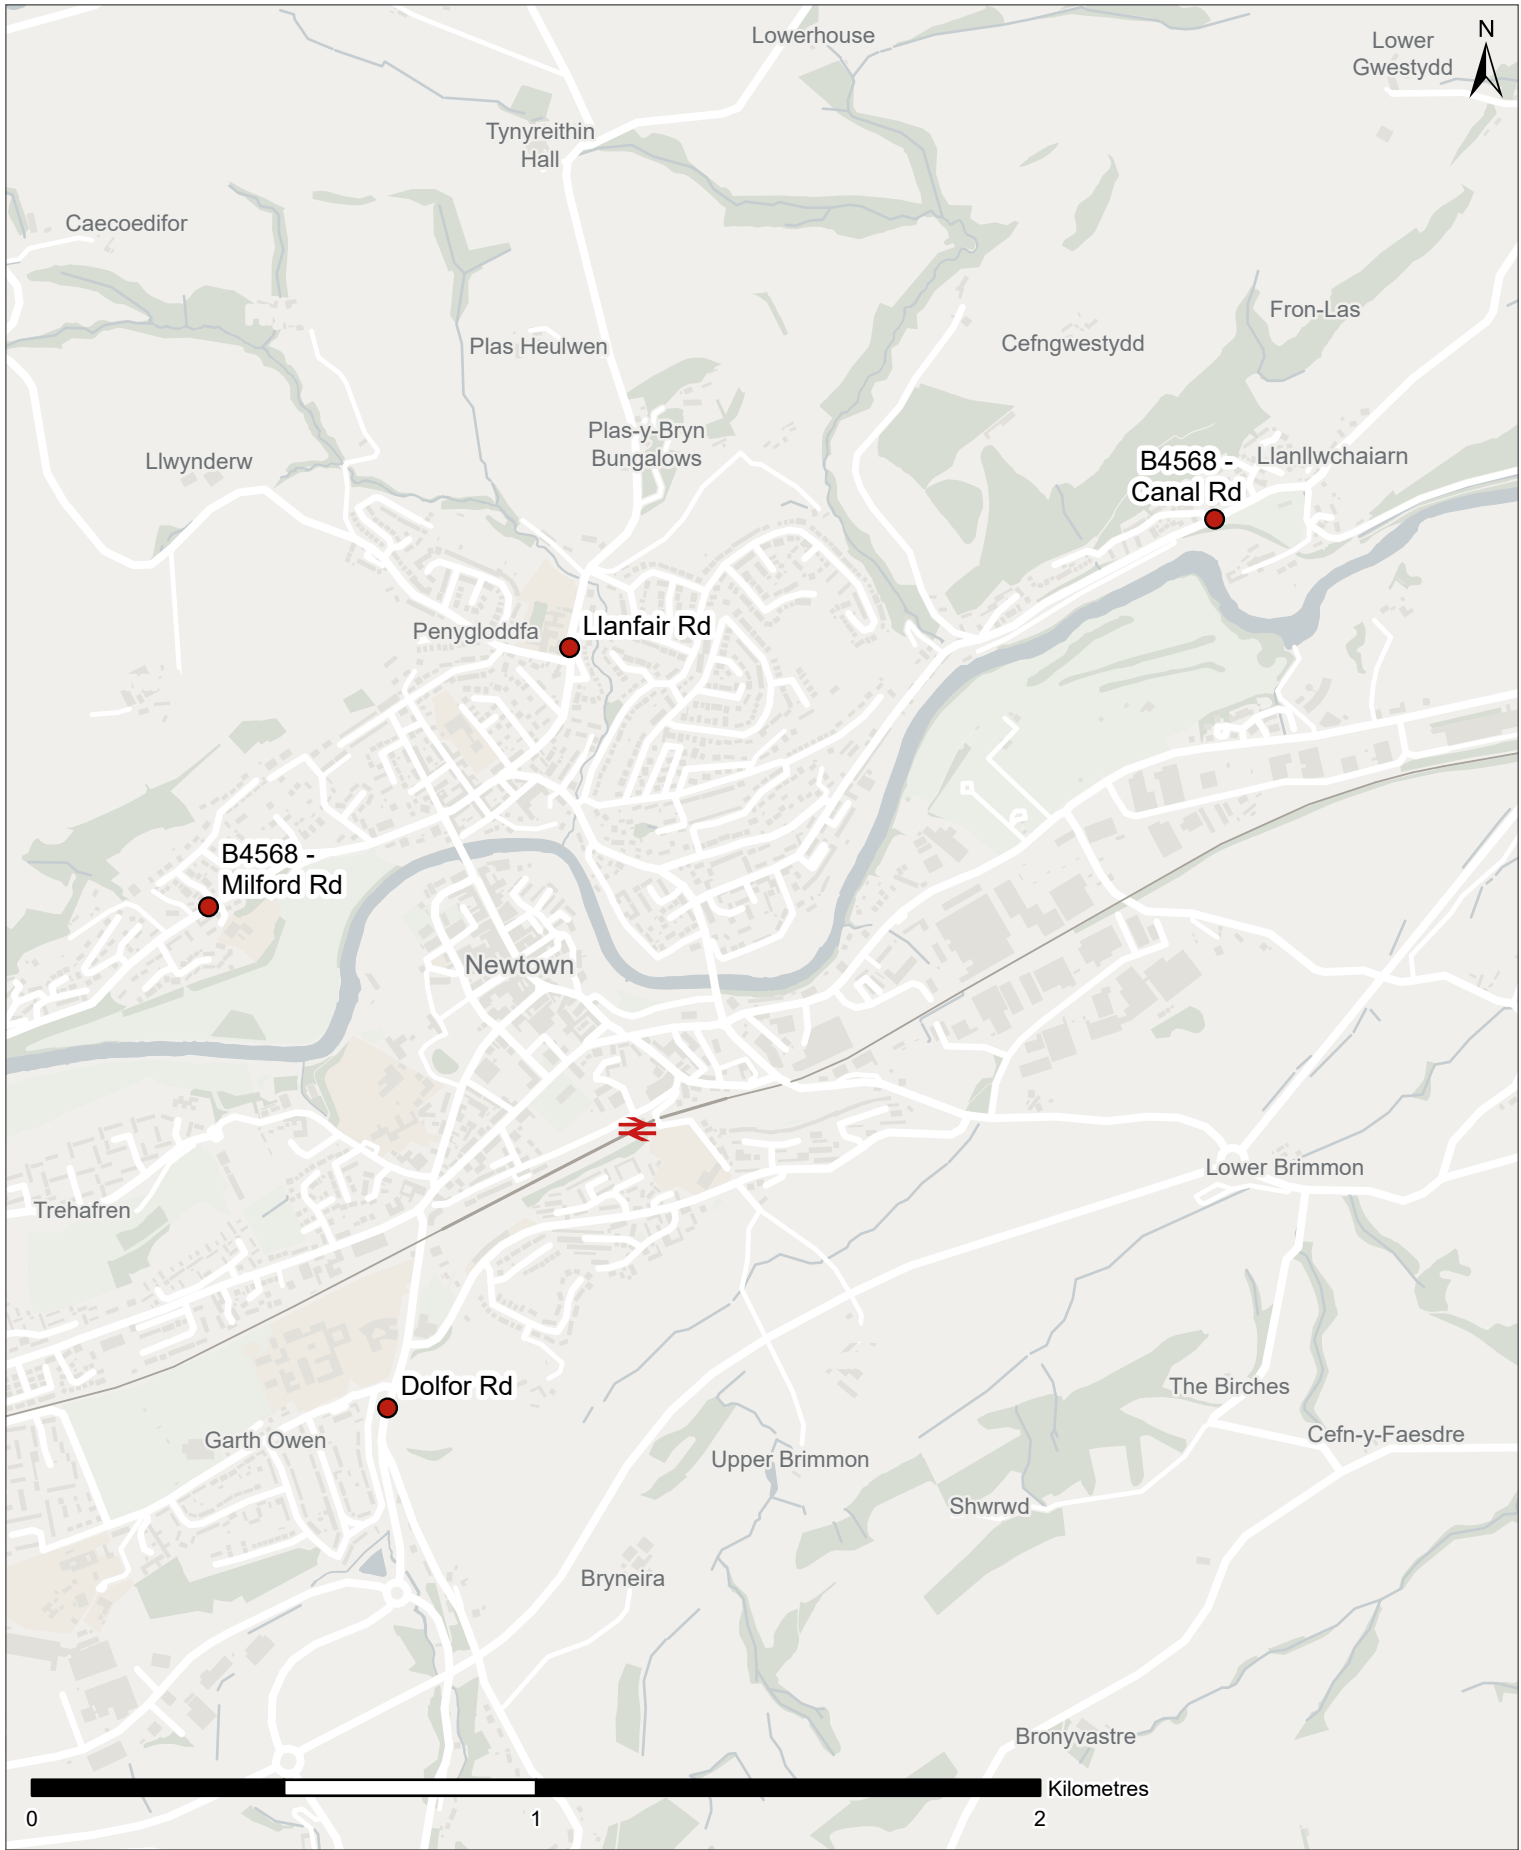 Lowerhouse
Lower
Gwestydd
N
Tynyreithin
Hall
Caecoedifor
Fron-Las
Plas Heulwen
Cefngwestydd
Plas-y-Bryn
Bungalows
Llwynderw
B4568 -
Canal Rd
Llanllwchaiarn
Penygloddfa
Llanfair Rd
B4568 -
Milford Rd
Newtown
Lower Brimmon
Trehafren
Dolfor Rd
The Birches
Garth Owen
Cefn-y-Faesdre
Upper Brimmon
Shwrwd
Bryneira
Bronyvastre
Kilometres
0
1
2